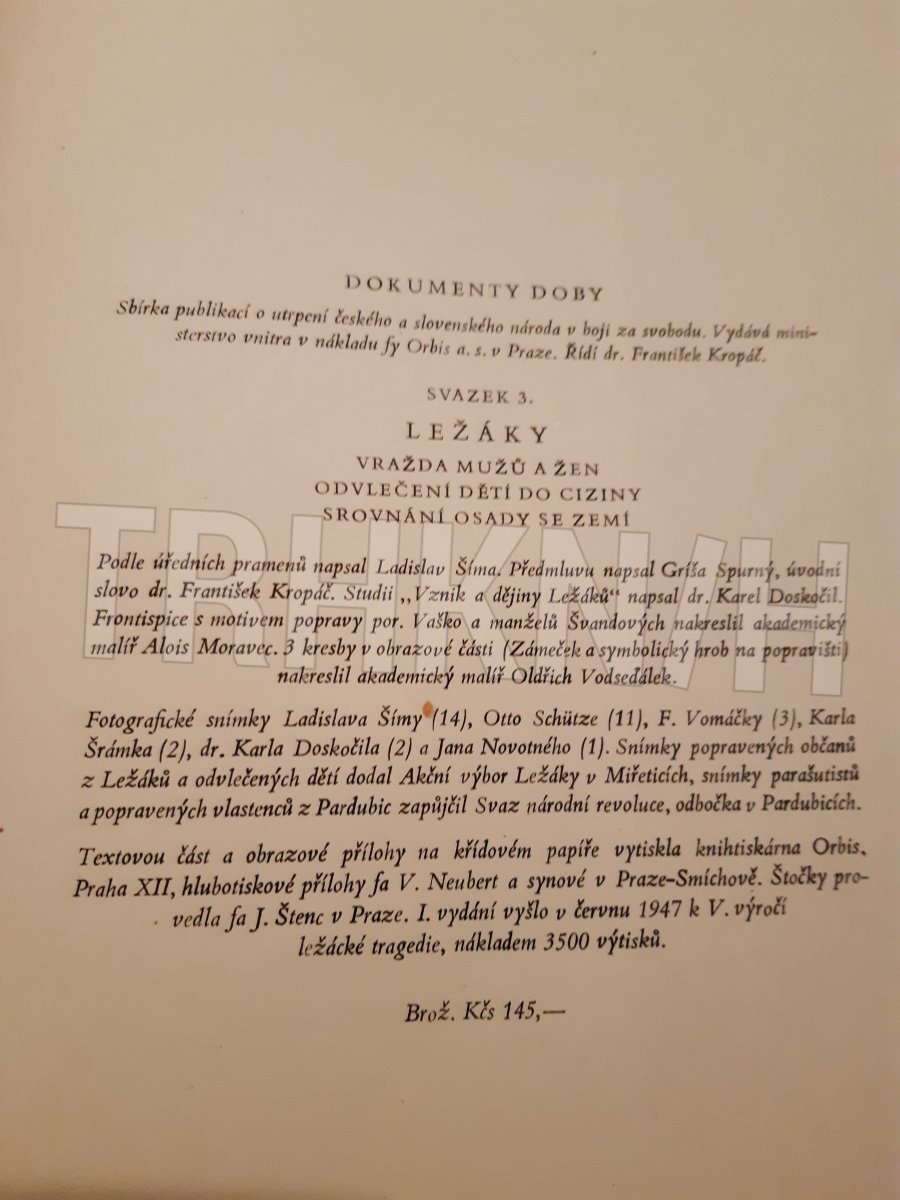 DOKUMENTY DOBY
Sbírka publikací o utrpení českého a slovenského národa v boji za svobodu. Vydává mini-
sterstvo vnitra v nákladu fy Orbis a. s. v Praze. Řídí dr. František Kropáč.
SVAZEK 3.
LEŽÁKY
VRAŽDA MUŽŮ A ŽEN
ODVLEČENÍ DĚTÍ DO CIZINY
SROVNÁNÍ OSADY SE ZEMÍ
TRHKNIH
Podle úředních pramenů napsal Ladislav Šíma. Předmluvu napsal Gríša Spurný, úvodní
slovo dr. František Kropáč. Studii „Vznik a dějiny Ležáků“ napsal dr. Karel Doskočil.
Frontispice s motivem popravy por. Vaško a manželů Švandových nakreslil akademický
malíř Alois Moravec. 3 kresby v obrazové části (Zámeček a symbolický hrob na popravišti)
nakreslil akademický malíř Oldřich Vodseďálek.
Fotografické snímky Ladislava Šímy (14), Otto Schütze (11), F. Vomáčky (3), Karla
Šrámka (2), dr. Karla Doskočila (2) a Jana Novotného (1). Snímky popravených občanů
z Ležáků a odvlečených dětí dodal Akční výbor Ležáky v Miřeticích, snímky parašutistů
a popravených vlastenců z Pardubic zapůjčil Svaz národní revoluce, odbočka v Pardubicích.
Textovou část a obrazové přílohy na křídovém papíře vytiskla knihtiskárna Orbis,
Praha XII, hlubotiskové přílohy fa V. Neubert a synové v Praze-Smíchově. Štočky pro-
vedla fa J. Štenc v Praze. I. vydání vyšlo v červnu 1947 k V. výročí
ležácké tragedie, nákladem 3500 výtisků.
Brož. Kčs 145,—